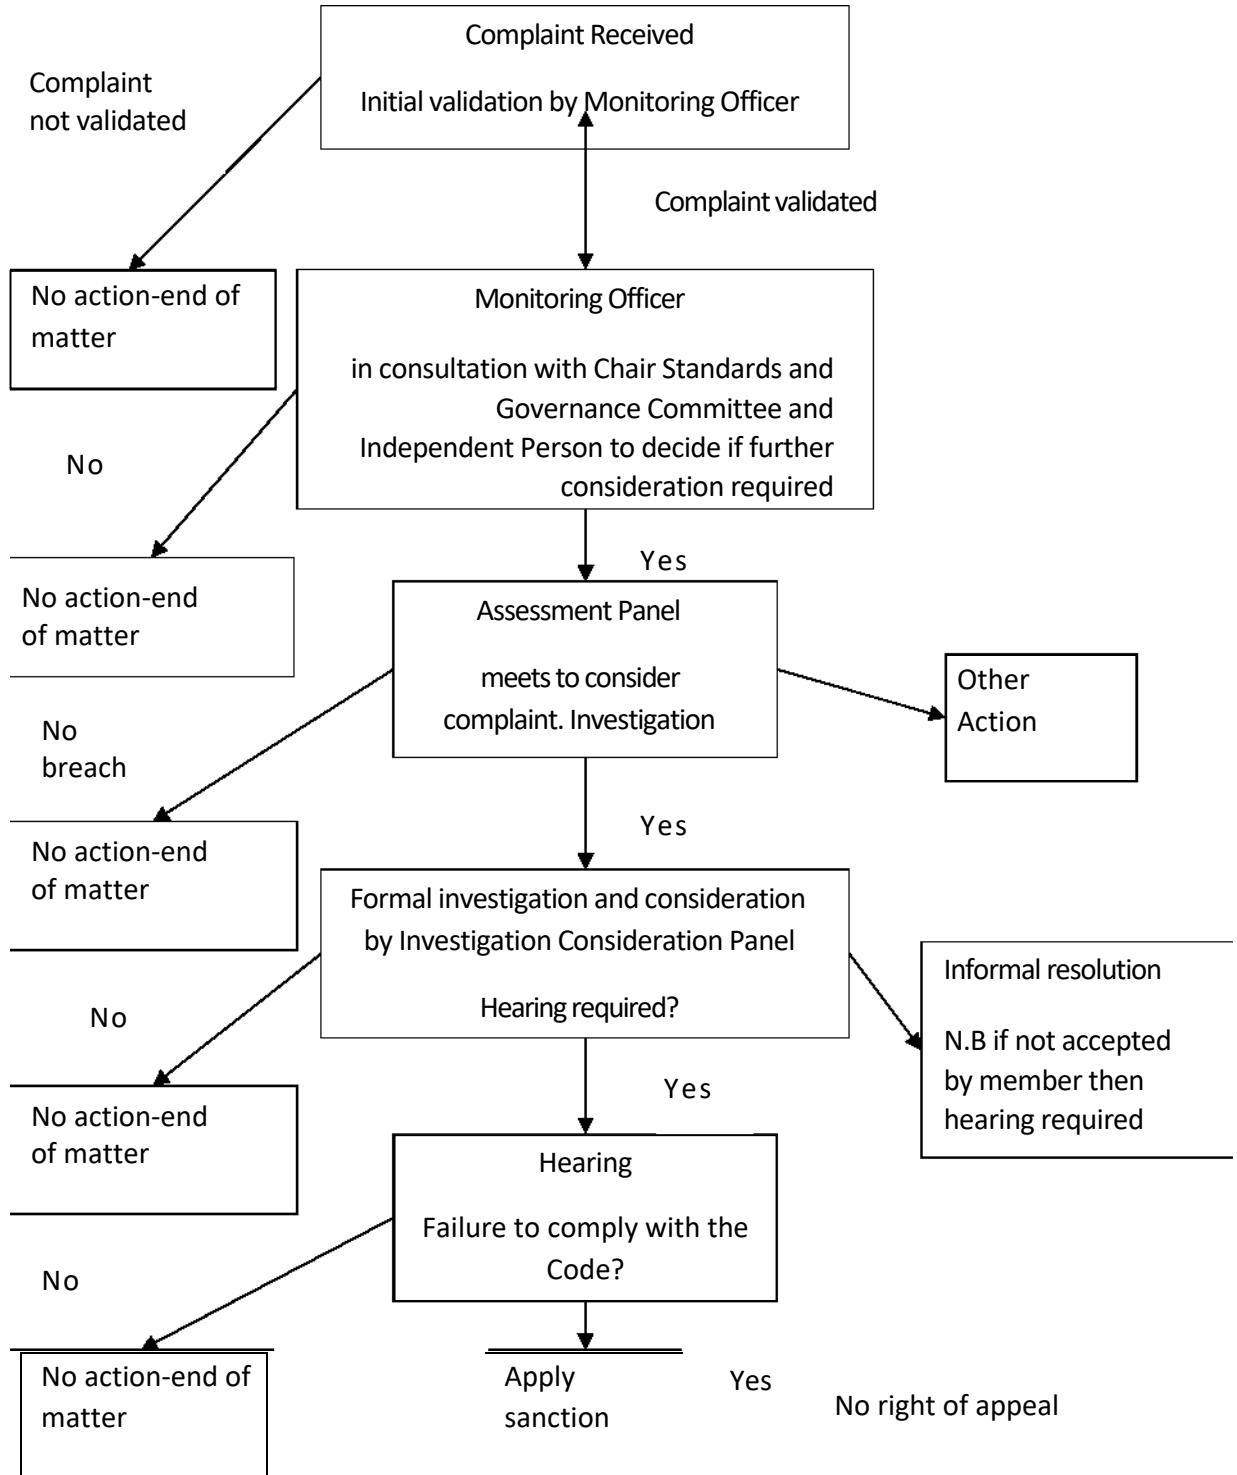 Complaint Received
Initial validation by Monitoring Officer
Complaint
not validated
Complaint validated
No action-end of
matter
Monitoring Officer
in consultation with Chair Standards and
Governance Committee and
Independent Person to decide if further
consideration required
No
Yes
No action-end
of matter
Assessment Panel
meets to consider
complaint. Investigation
Other
Action
No
breach
Yes
No action-end
of matter
Formal investigation and consideration
by Investigation Consideration Panel
Hearing required?
Informal resolution
N.B if not accepted
by member then
hearing required
No
Yes
No action-end
of matter
Hearing
Failure to comply with the
Code?
No
No action-end of
matter
Apply
sanction
Yes
No right of appeal